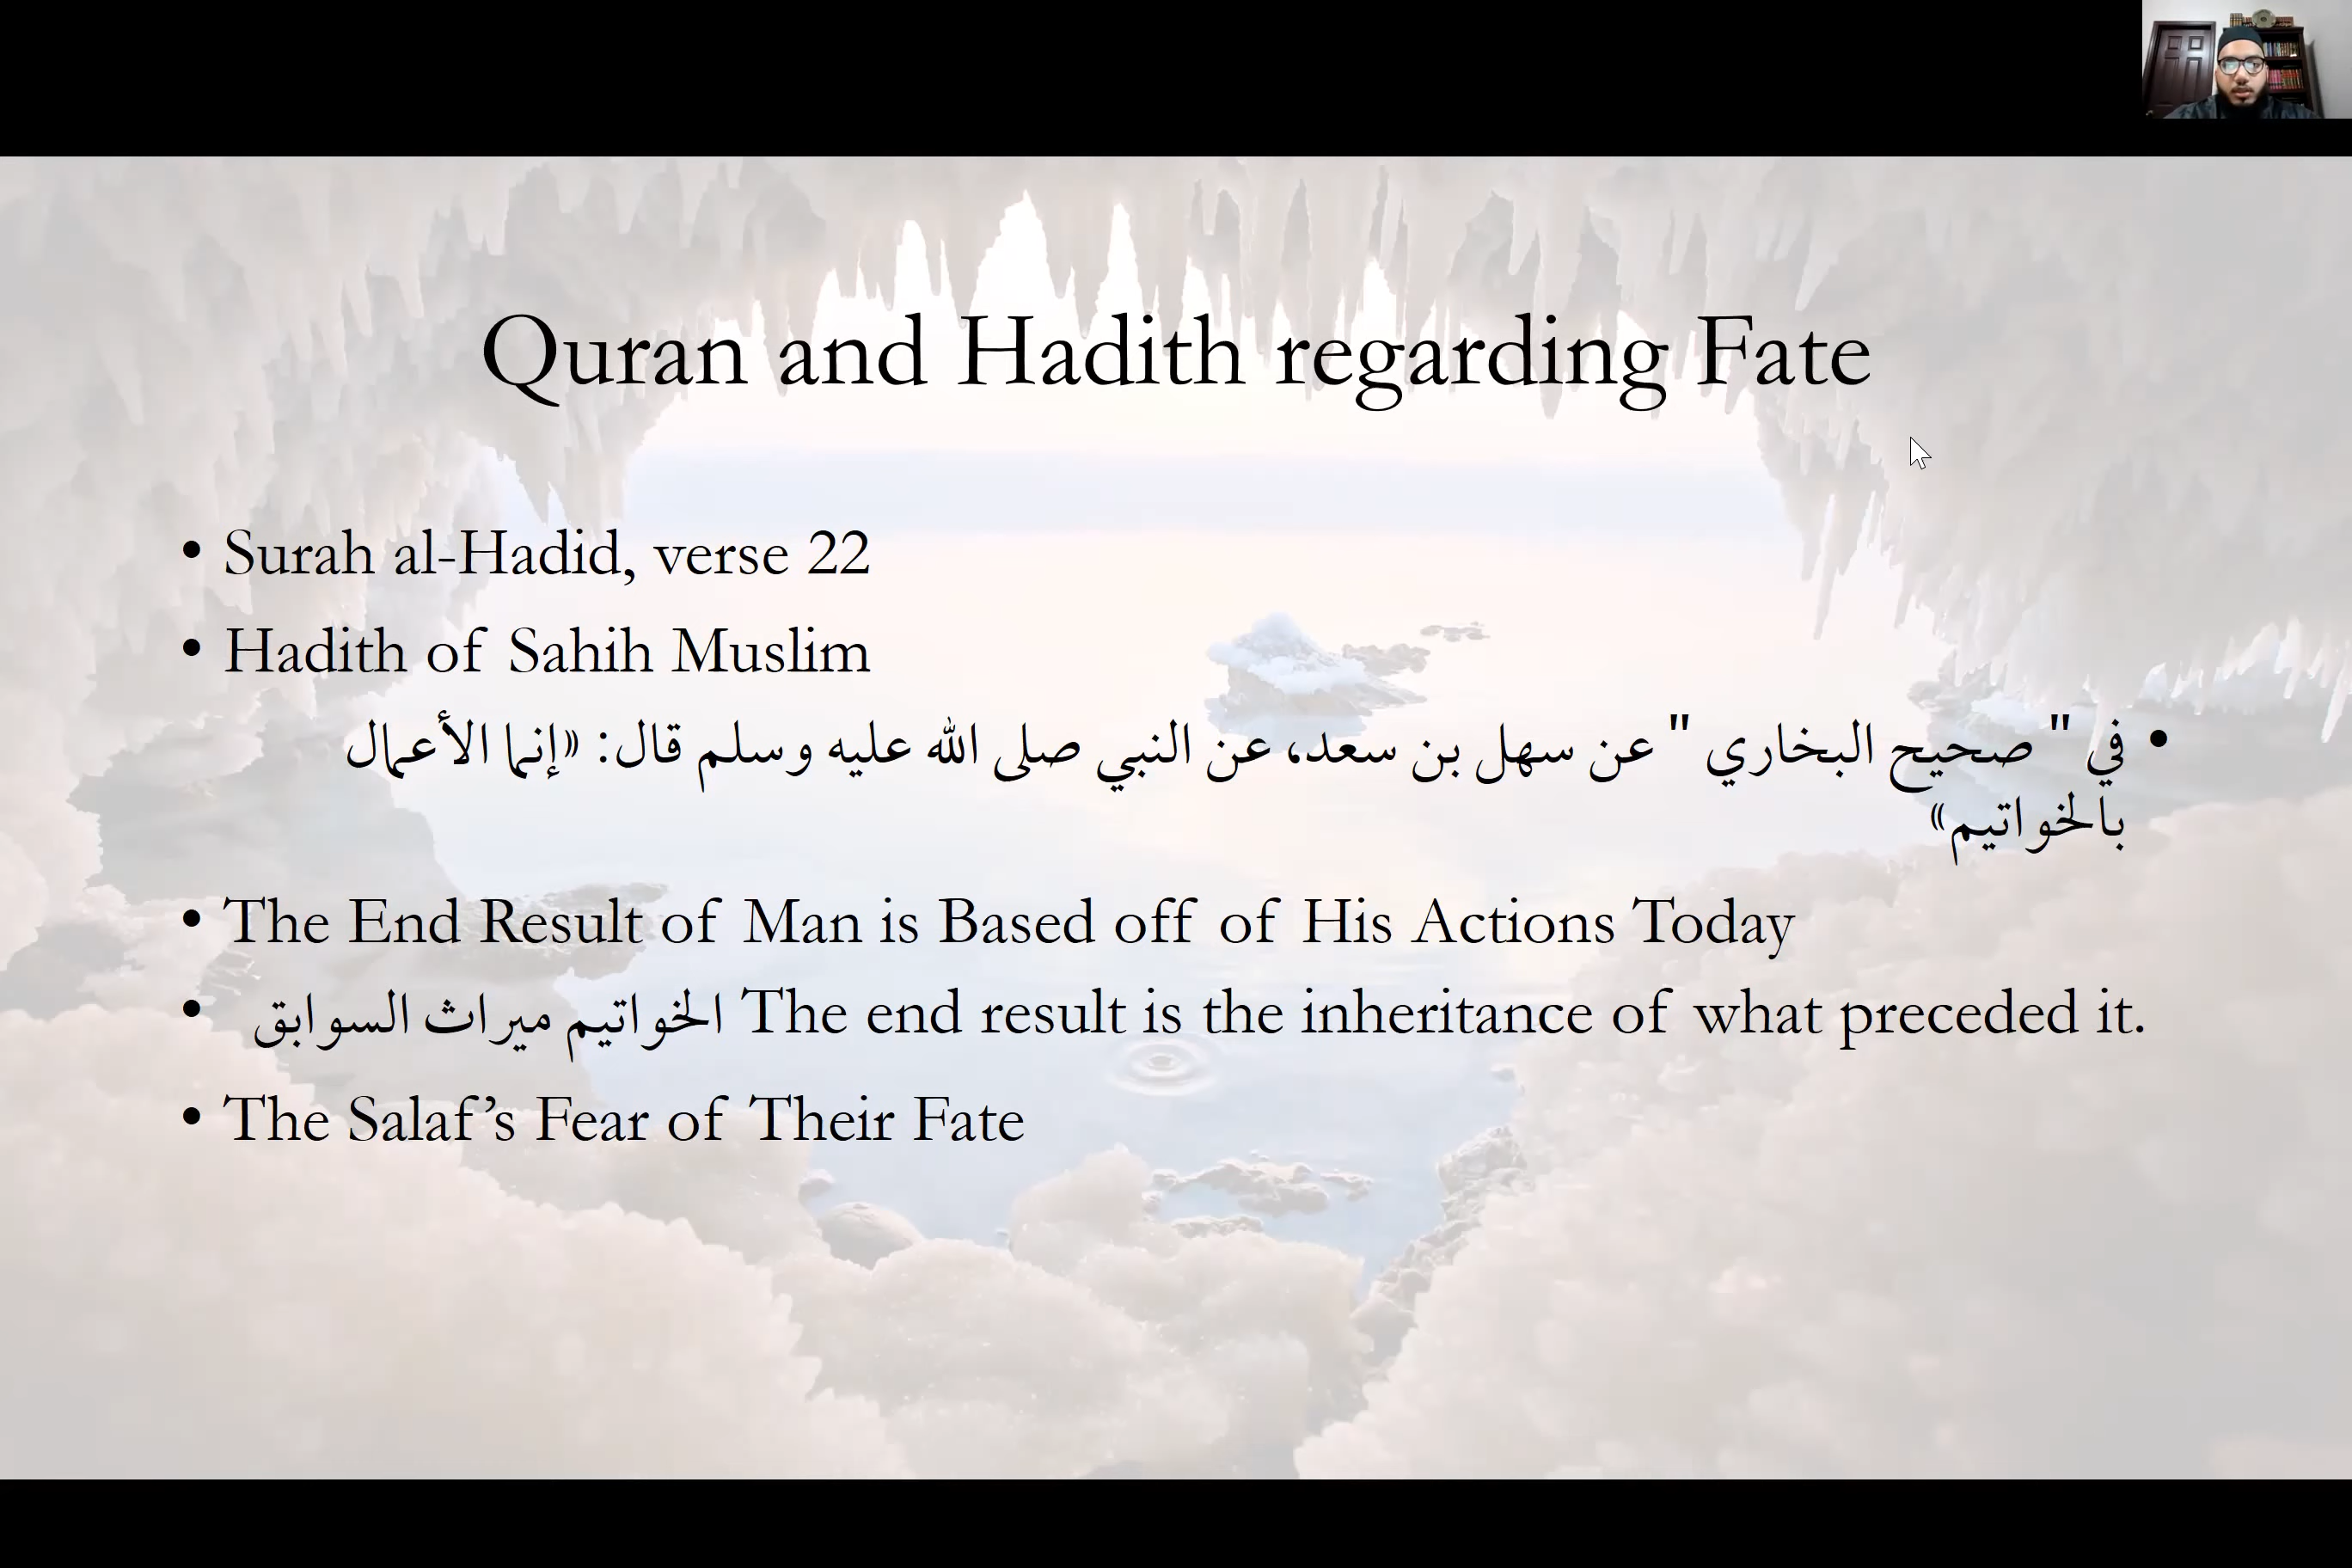 Quran and Hadith regarding Fate
• Surah al-Hadid, verse 22
• Hadith of Sahih Muslim
• في " صحيح البخاري " عن سهل بن سعد، عن النبي صلى الله عليه وسلم قال: «إنما الأعمال
بالخواتيم»
• The End Result of Man is Based off of His Actions Today
• الخواتيم ميراث السوابق The end result is the inheritance of what preceded it.
• The Salaf’s Fear of Their Fate